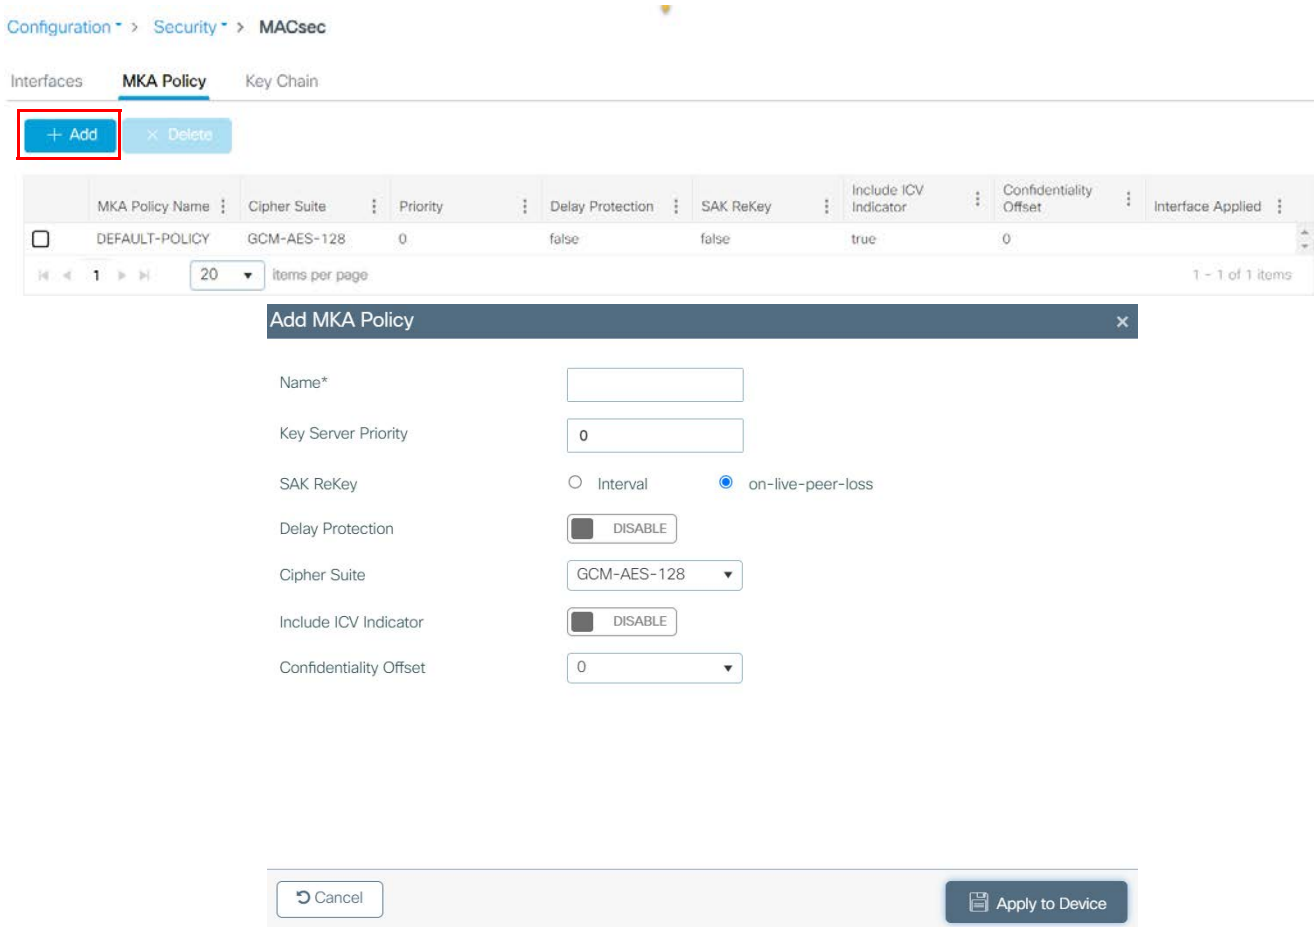 Configuration > Security > MACsec
Interfaces MKA Policy Key Chain
+ Add × Delete
MKA Policy Name Cipher Suite Priority Delay Protection SAK ReKey Include ICV Indicator Confidentiality Offset Interface Applied
DEFAULT-POLICY GCM-AES-128 0 false false true 0
1 20 items per page 1 - 1 of 1 items
Add MKA Policy ×
Name*
Key Server Priority 0
SAK ReKey Interval on-live-peer-loss
Delay Protection DISABLE
Cipher Suite GCM-AES-128
Include ICV Indicator DISABLE
Confidentiality Offset 0
Cancel Apply to Device